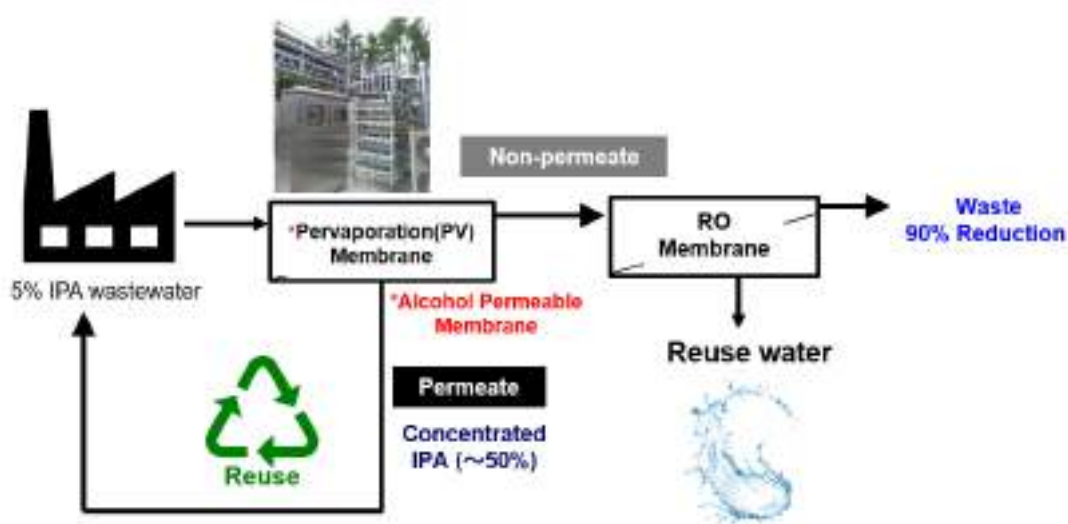 Non-permeate
*Pervaporation(PV)
Membrane
RO
Membrane
Waste
90% Reduction
5% IPA wastewater
*Alcohol Permeable
Membrane
Reuse water
Permeate
Concentrated
IPA (～50%)
Reuse